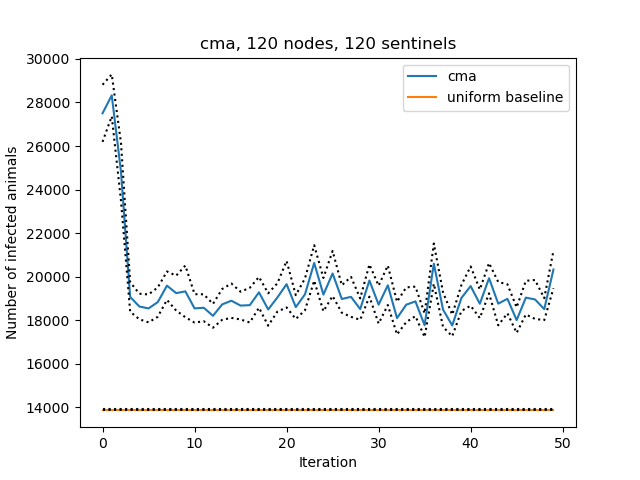 cma, 120 nodes, 120 sentinels
cma
uniform baseline
Number of infected animals
30000
28000
26000
24000
22000
20000
18000
16000
14000
0 10 20 30 40 50
Iteration